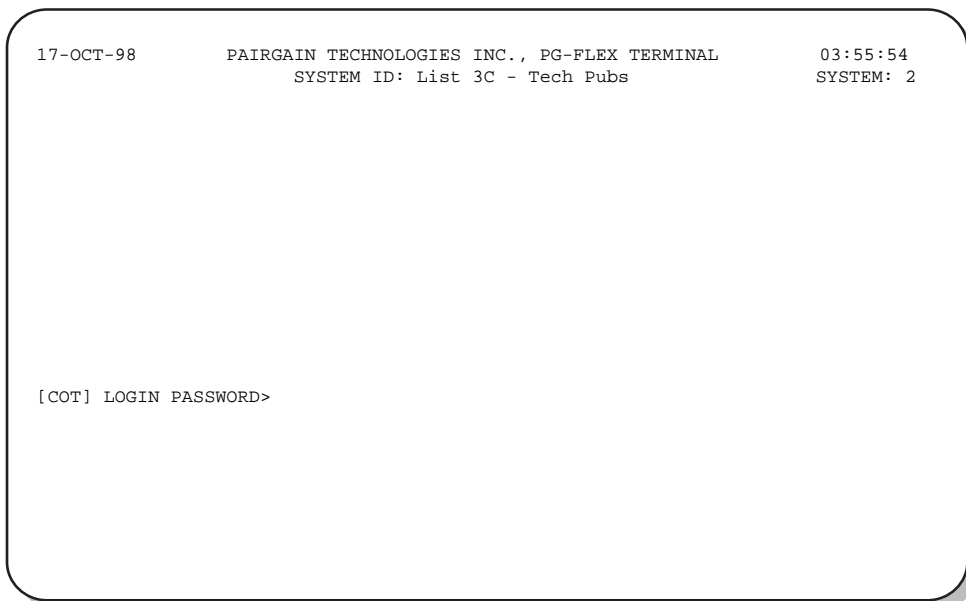 17-OCT-98 PAIRGAIN TECHNOLOGIES INC., PG-FLEX TERMINAL 03:55:54
SYSTEM ID: List 3C - Tech Pubs SYSTEM: 2
[COT] LOGIN PASSWORD>